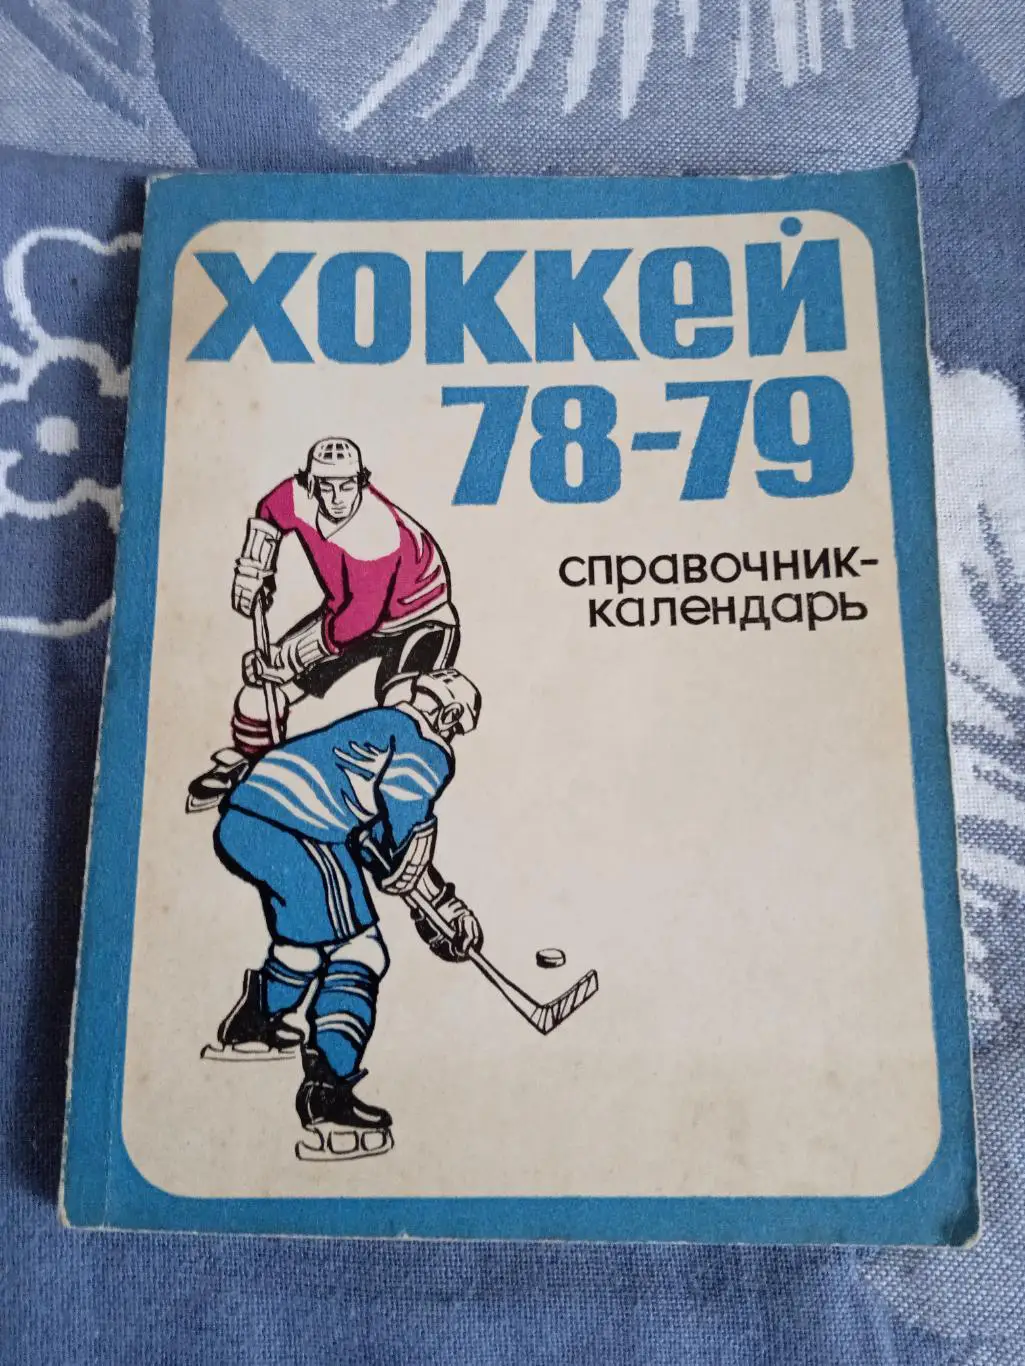 ХОККЕЙ
78-79
справочник-
календарь